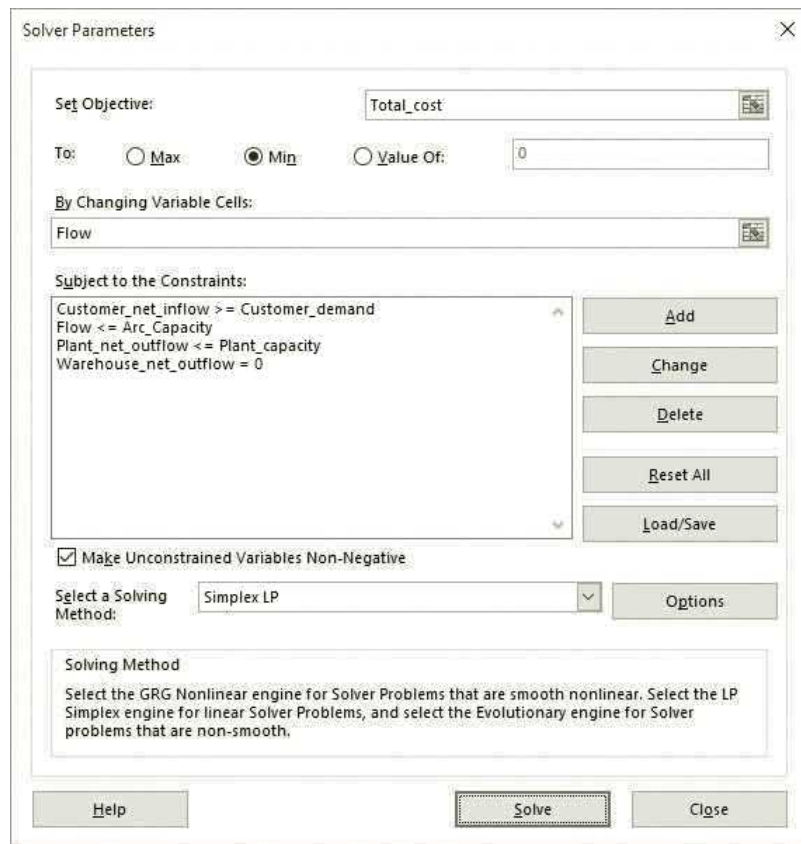 Solver Parameters
Set Objective:
Total_cost
To:
Max
Min
Value Of:
0
By Changing Variable Cells:
Flow
Subject to the Constraints:
Customer_net_inflow >= Customer_demand
Flow <= Arc_Capacity
Plant_net_outflow <= Plant_capacity
Warehouse_net_outflow = 0
Add
Change
Delete
Reset All
Load/Save
Make Unconstrained Variables Non-Negative
Select a Solving
Method:
Simplex LP
Options
Solving Method
Select the GRG Nonlinear engine for Solver Problems that are smooth nonlinear. Select the LP
Simplex engine for linear Solver Problems, and select the Evolutionary engine for Solver
problems that are non-smooth.
Help
Solve
Close